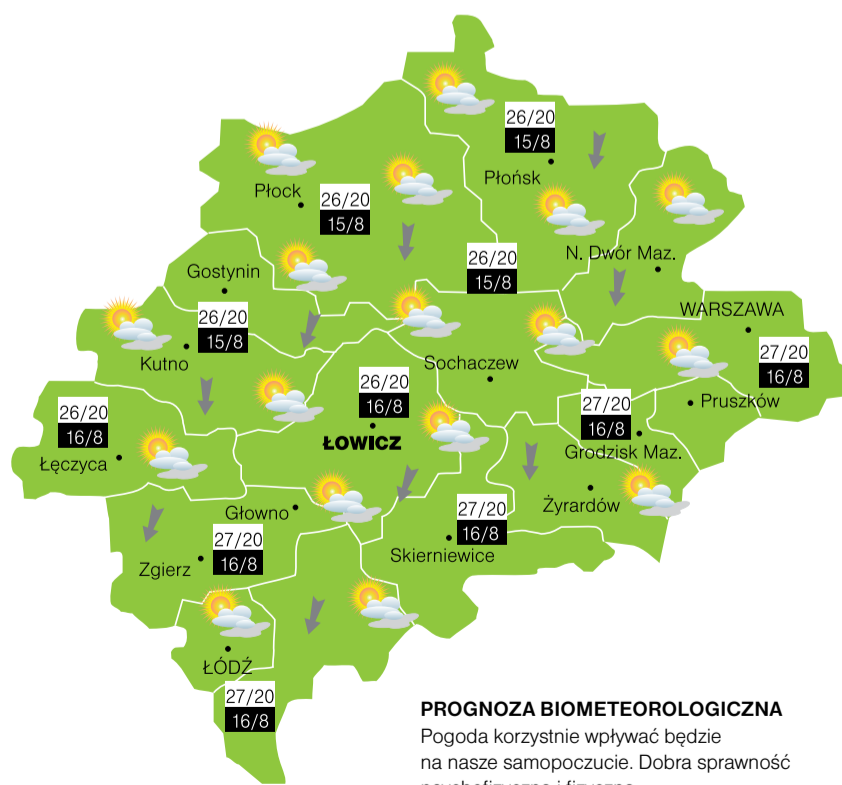 26/20
15/8
Płońsk
Płock
26/20
15/8
N. Dwór Maz.
26/20
15/8
Gostynin
WARSZAWA
26/20
15/8
Kutno
Sochaczew
27/20
16/8
26/20
16/8
ŁOWICZ
Pruszków
27/20
16/8
Grodzisk Maz.
26/20
16/8
Łęczyca
Żyrardów
Głowno
27/20
16/8
Skierniewice
27/20
16/8
Zgierz
ŁÓDŹ
27/20
16/8
PROGNOZA BIOMETEOROLOGICZNA
Pogoda korzystnie wpływać będzie
na nasze samopoczucie. Dobra sprawność
psychofizyczna i fizyczna